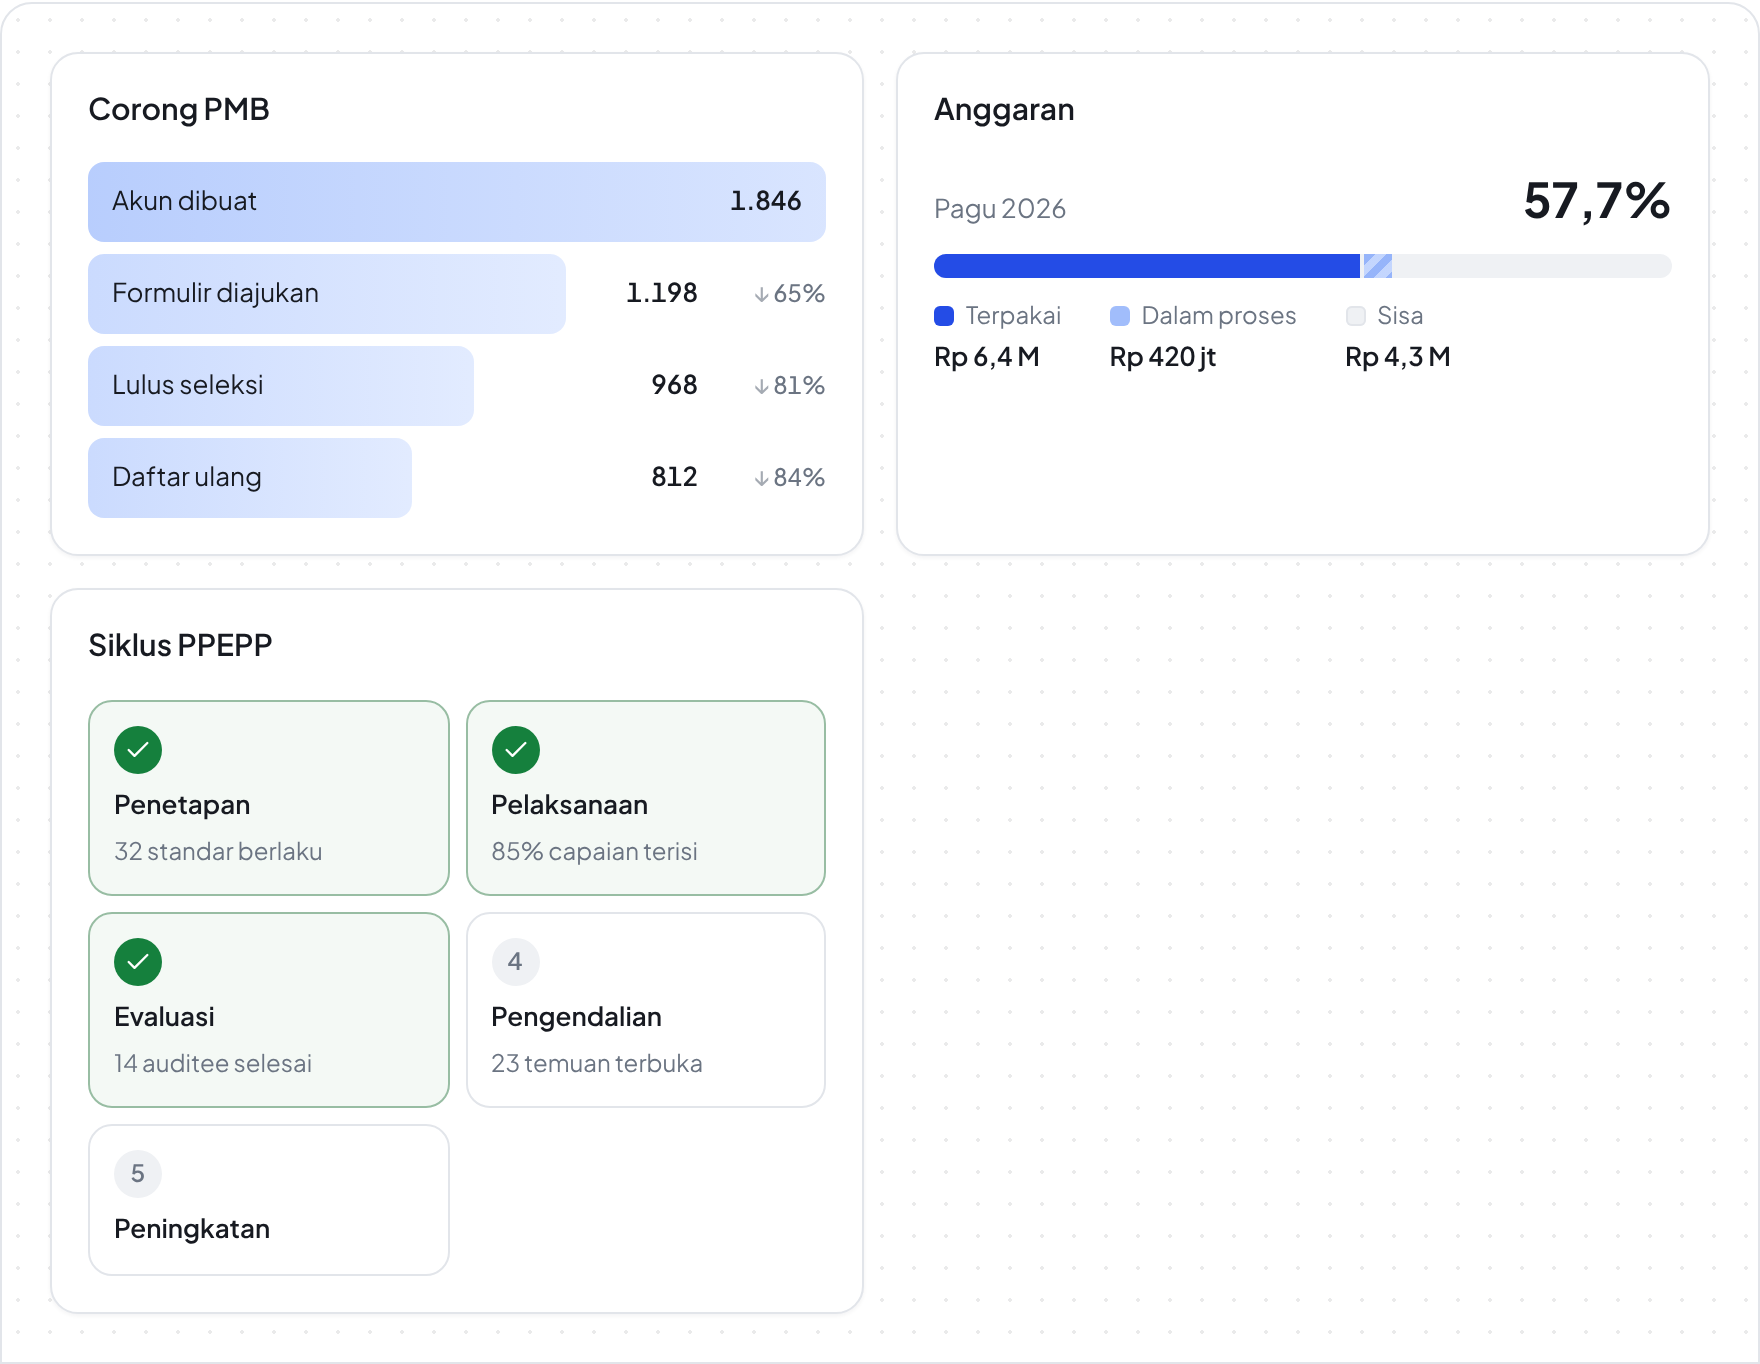 Corong PMB
Akun dibuat 1.846
Formulir diajukan 1.198 ↓ 65%
Lulus seleksi 968 ↓ 81%
Daftar ulang 812 ↓ 84%
Anggaran
Pagu 2026 57,7%
Terpakai Dalam proses Sisa
Rp 6,4 M Rp 420 jt Rp 4,3 M
Siklus PPEPP
Penetapan
32 standar berlaku
Pelaksanaan
85% capaian terisi
Evaluasi
14 auditee selesai
4
Pengendalian
23 temuan terbuka
5
Peningkatan